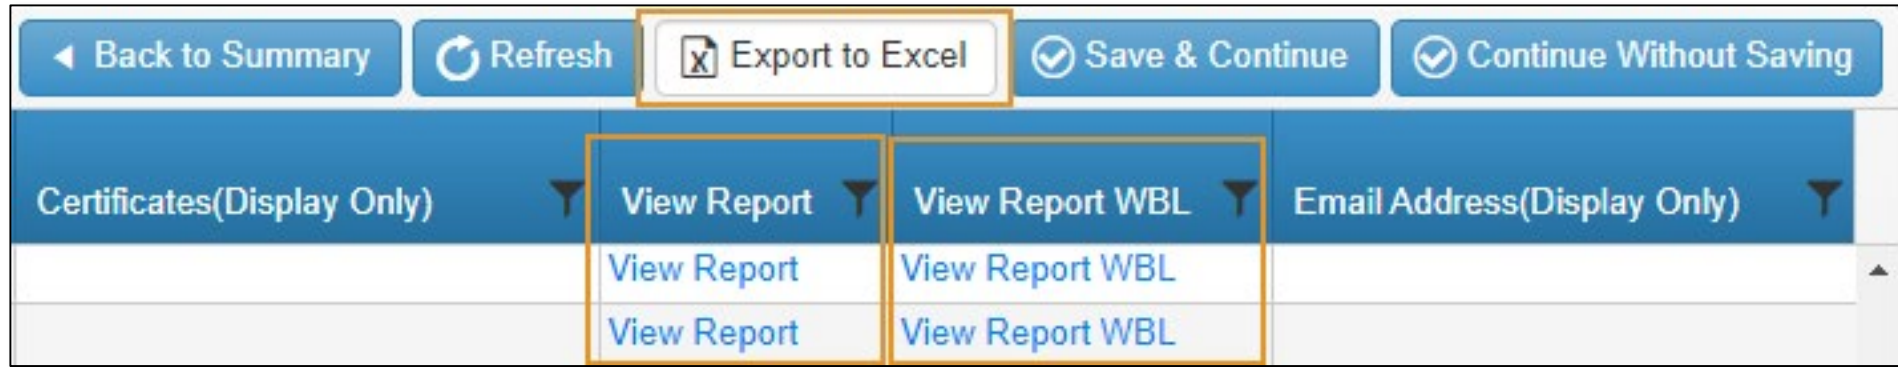 Back to Summary Refresh Export to Excel Save & Continue Continue Without Saving
Certificates(Display Only) View Report View Report WBL Email Address(Display Only)
View Report View Report WBL
View Report View Report WBL